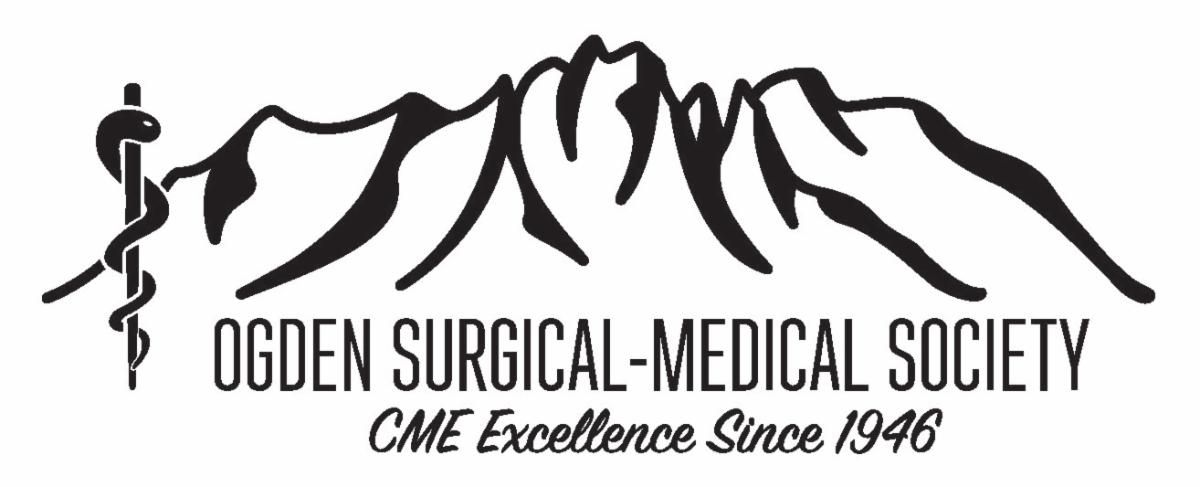 OGDEN SURGICAL-MEDICAL SOCIETY
CME Excellence Since 1946